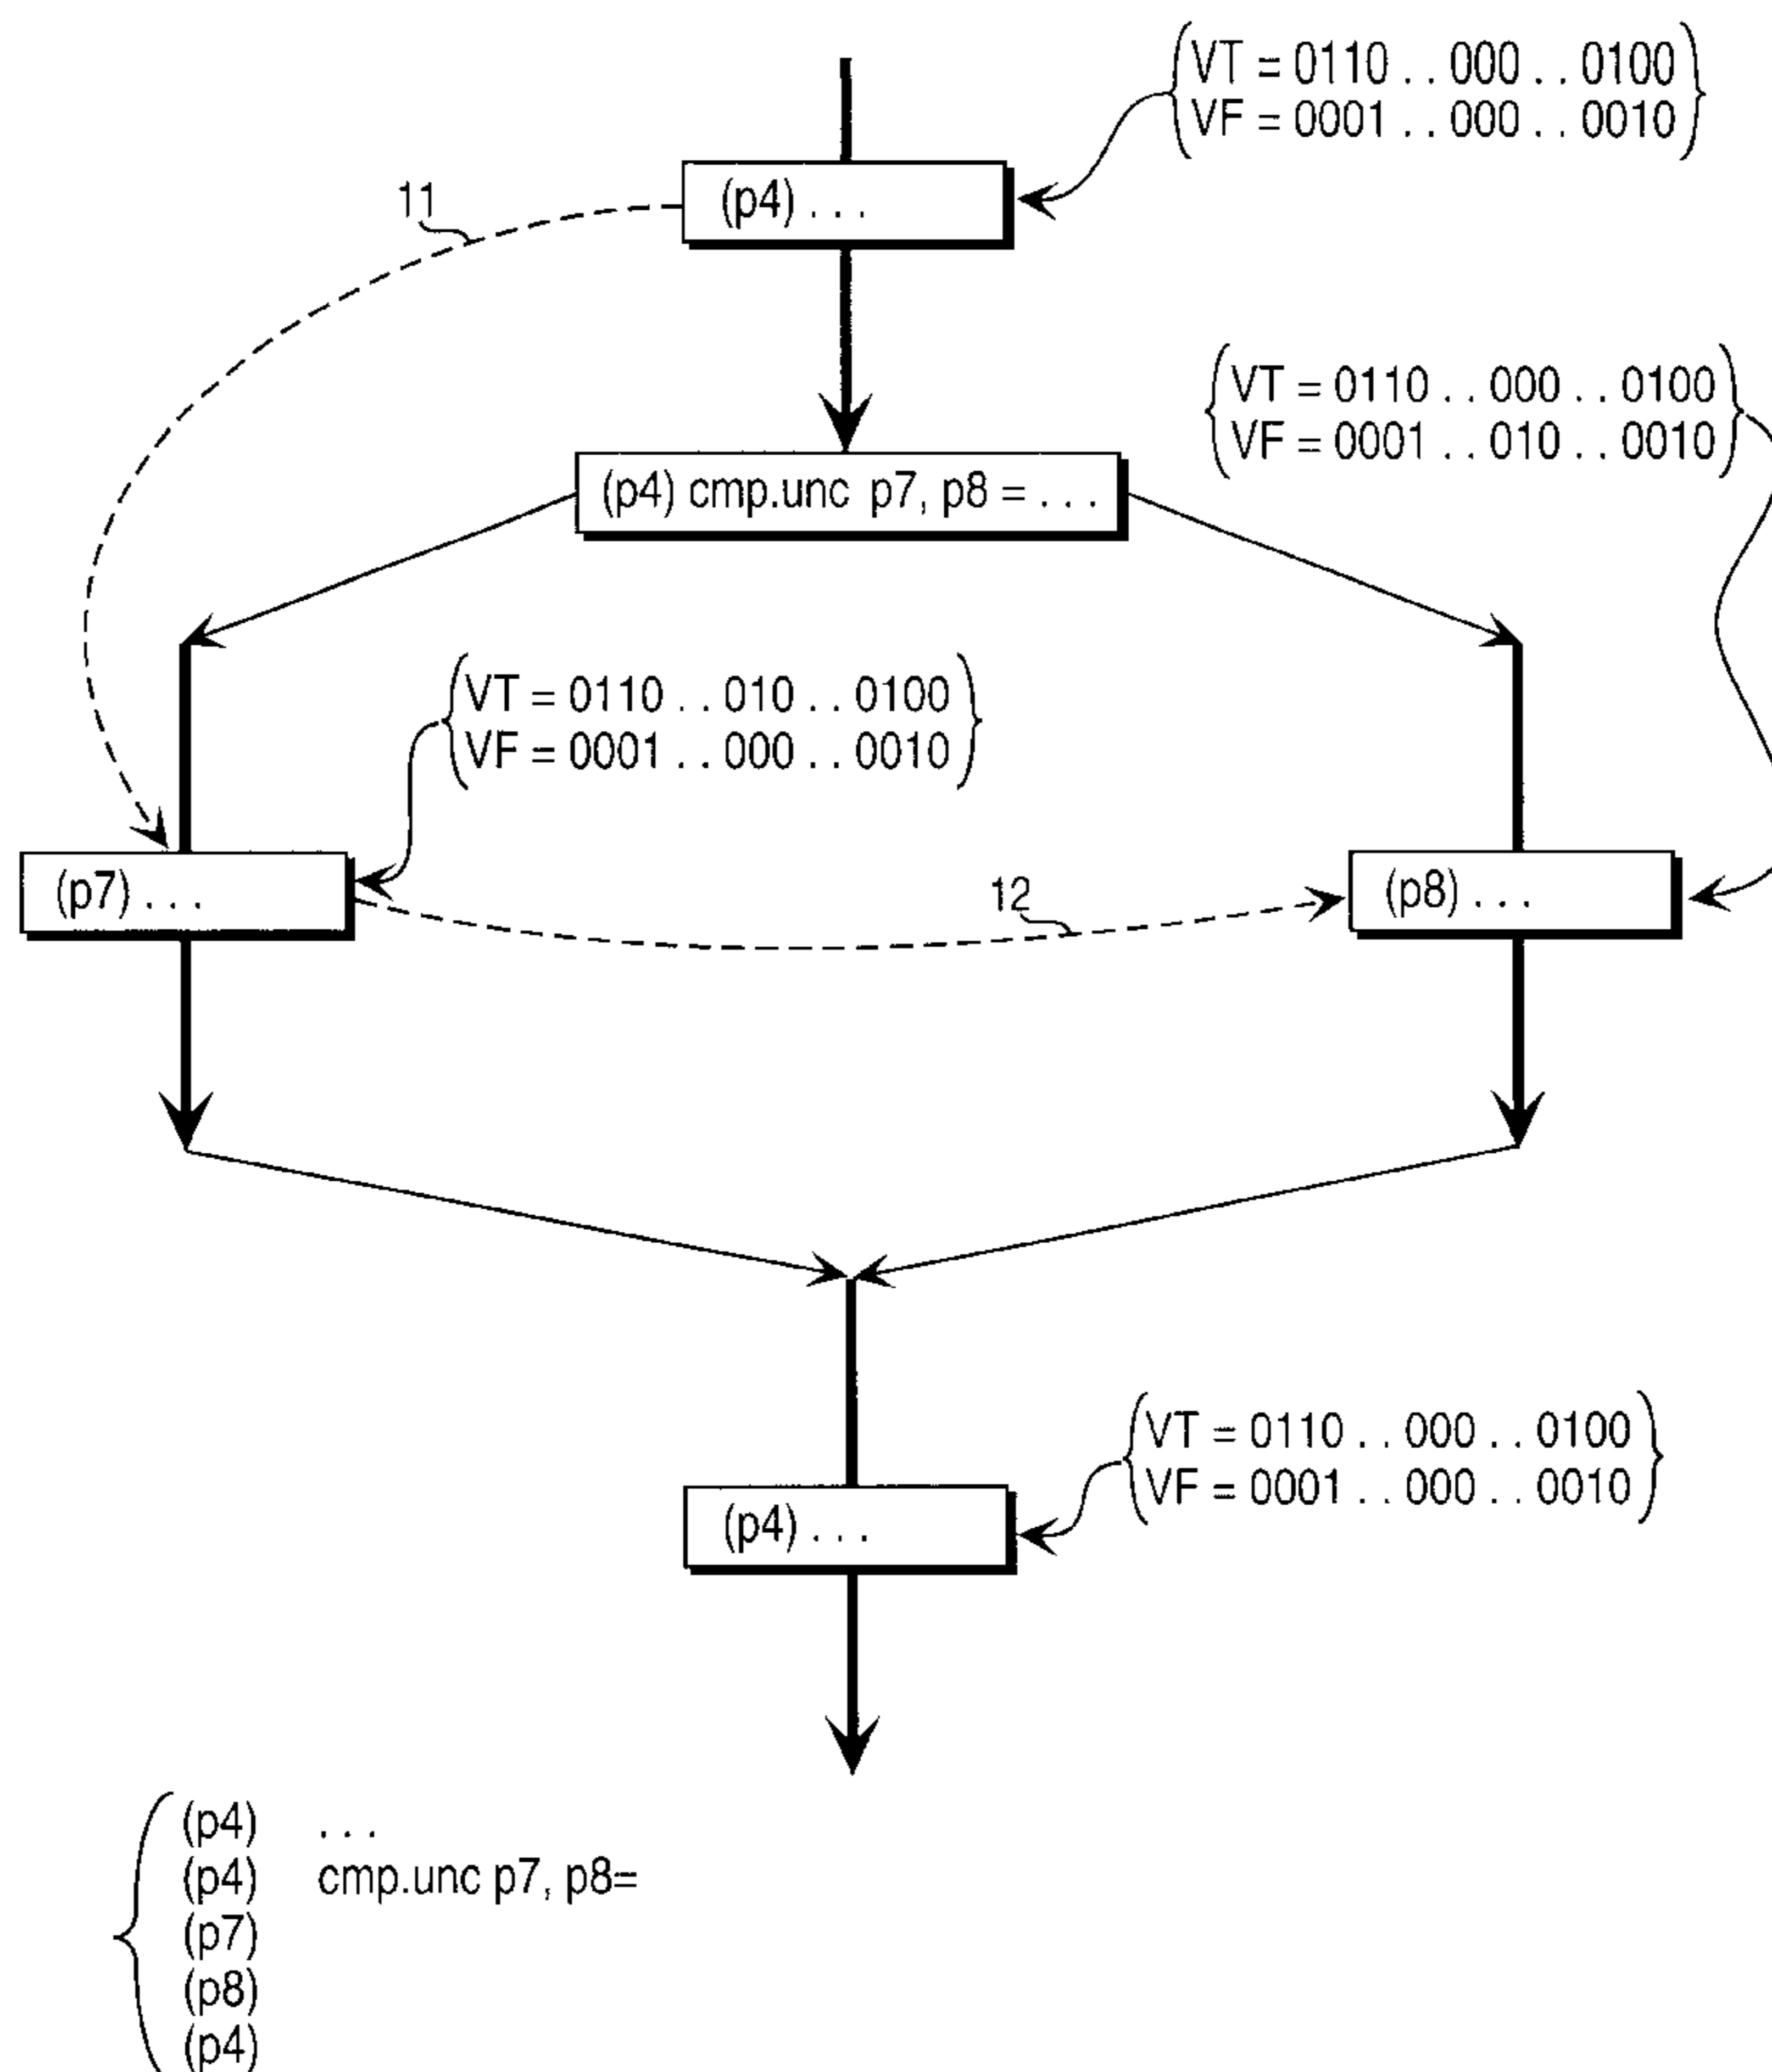 VT = 0110 . . 000 . . 0100
VF = 0001 . . 000 . . 0010
11
(p4) . . .
VT = 0110 . . 000 . . 0100
VF = 0001 . . 010 . . 0010
(p4) cmp.unc p7, p8 = . . .
VT = 0110 . . 010 . . 0100
VF = 0001 . . 000 . . 0010
(p7) . . .
12
(p8) . . .
VT = 0110 . . 000 . . 0100
VF = 0001 . . 000 . . 0010
(p4) . . .
(p4) . . .
(p4) cmp.unc p7, p8=
(p7)
(p8)
(p4)